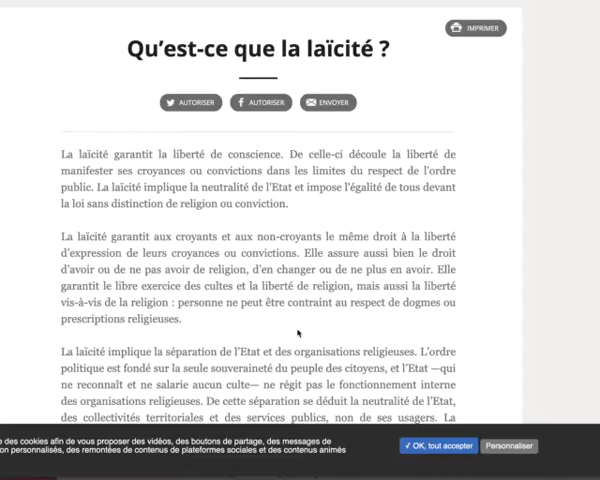 IMPRIMER
Qu’est-ce que la laïcité ?
AUTORISER
AUTORISER
ENVOYER
La laïcité garantit la liberté de conscience. De celle-ci découle la liberté de
manifester ses croyances ou convictions dans les limites du respect de l'ordre
public. La laïcité implique la neutralité de l'Etat et impose l'égalité de tous devant
la loi sans distinction de religion ou conviction.
La laïcité garantit aux croyants et aux non-croyants le même droit à la liberté
d’expression de leurs croyances ou convictions. Elle assure aussi bien le droit
d’avoir ou de ne pas avoir de religion, d’en changer ou de ne plus en avoir. Elle
garantit le libre exercice des cultes et la liberté de religion, mais aussi la liberté
vis-à-vis de la religion : personne ne peut être contraint au respect de dogmes ou
prescriptions religieuses.
La laïcité implique la séparation de l’Etat et des organisations religieuses. L’ordre
politique est fondé sur la seule souveraineté du peuple des citoyens, et l’Etat —qui
ne reconnaît et ne salarie aucun culte— ne régit pas le fonctionnement interne
des organisations religieuses. De cette séparation se déduit la neutralité de l’Etat,
des collectivités territoriales et des services publics, non de ses usagers. La
e des cookies afin de vous proposer des vidéos, des boutons de partage, des messages de
on personnalisés, des remontées de contenus de plateformes sociales et des contenus animés
✓ OK, tout accepter
Personnaliser